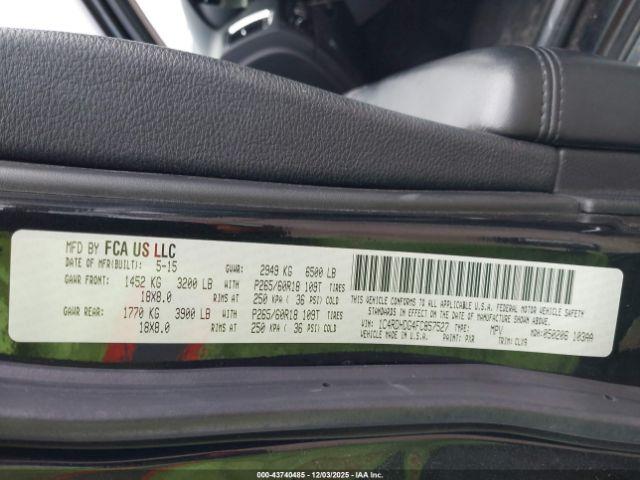 MFD BY FCA US LLC
DATE OF MFR(BUILT): 5-15 GVWR: 2949 KG 6500 LB
GAWR FRONT: 1452 KG 3200 LB WITH P265/60R18 109T TIRES
18X8.0 RIMS AT 250 KPA ( 36 PSI) COLD
GAWR REAR: 1770 KG 3900 LB WITH P265/60R18 109T TIRES
18X8.0 RIMS AT 250 KPA ( 36 PSI) COLD
THIS VEHICLE CONFORMS TO ALL APPLICABLE U.S.A. FEDERAL MOTOR VEHICLE SAFETY
STANDARDS IN EFFECT ON THE DATE OF MANUFACTURE SHOWN ABOVE.
VIN: 1C4RDHDG4FC857527 TYPE: MPV MDH: 050206 103AA
VEHICLE MADE IN U.S.A. PAINT: PXR TRIM: CLX9
000-43740485 - 12/03/2025 - IAAI, Inc.